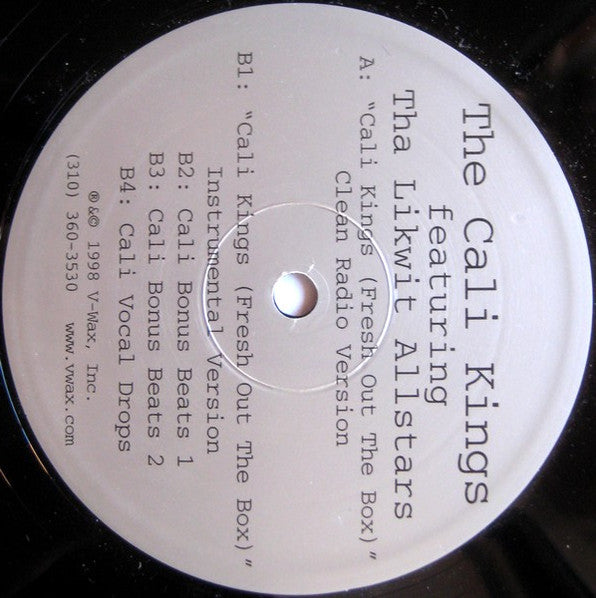 The Cali Kings
featuring
Tha Likwit Allstars
A: "Cali Kings (Fresh Out The Box)"
Clean Radio Version
B1: "Cali Kings (Fresh Out The Box)"
Instrumental Version
B2: Cali Bonus Beats 1
B3: Cali Bonus Beats 2
B4: Cali Vocal Drops
®&© 1998 V-Wax, Inc.
(310) 360-3530 www.vwax.com